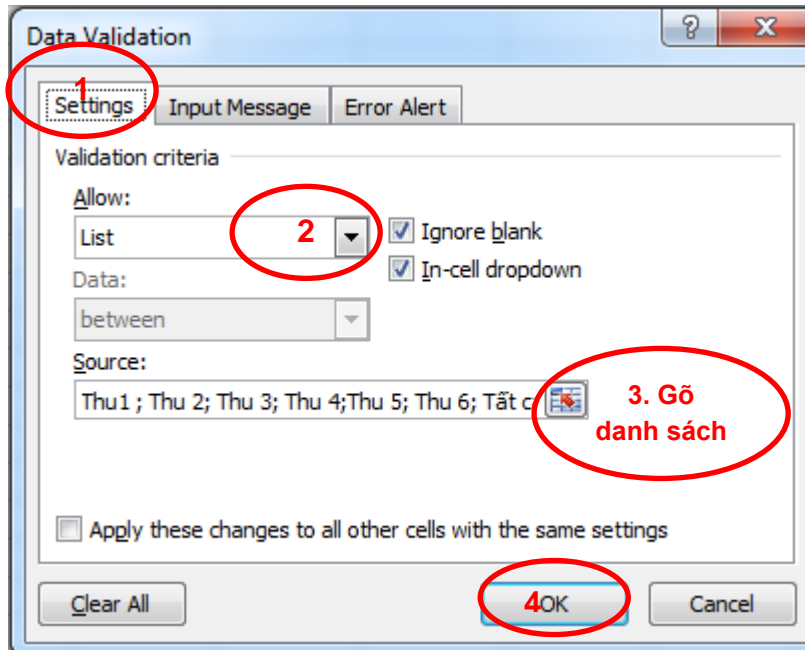 Data Validation
1
Settings Input Message Error Alert
Validation criteria
Allow:
List 2 Ignore blank
Data: In-cell dropdown
between
Source:
Thu1 ; Thu 2; Thu 3; Thu 4;Thu 5; Thu 6; Tất c
3. Gõ
danh sách
Apply these changes to all other cells with the same settings
Clear All 4 OK Cancel